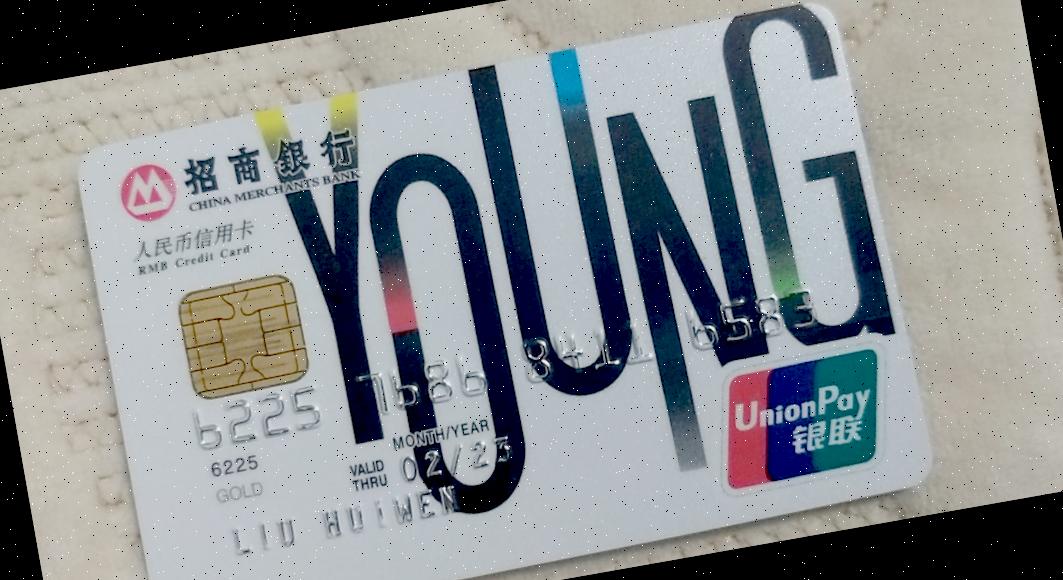 招商銀行
CHINA MERCHANTS BANK
人民币信用卡
RMB Credit Card
YOUNG
6225 7686 8411 6583
6225
MONTH/YEAR
VALID THRU 02/23
GOLD
LIU HUIWEN
UnionPay
银联